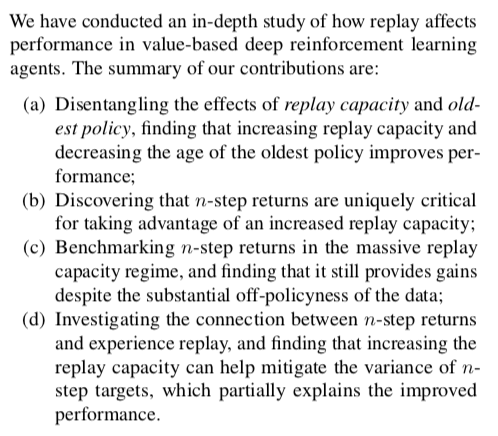 We have conducted an in-depth study of how replay affects
performance in value-based deep reinforcement learning
agents. The summary of our contributions are:
(a) Disentangling the effects of replay capacity and old-
est policy, finding that increasing replay capacity and
decreasing the age of the oldest policy improves per-
formance;
(b) Discovering that n-step returns are uniquely critical
for taking advantage of an increased replay capacity;
(c) Benchmarking n-step returns in the massive replay
capacity regime, and finding that it still provides gains
despite the substantial off-policyness of the data;
(d) Investigating the connection between n-step returns
and experience replay, and finding that increasing the
replay capacity can help mitigate the variance of n-
step targets, which partially explains the improved
performance.